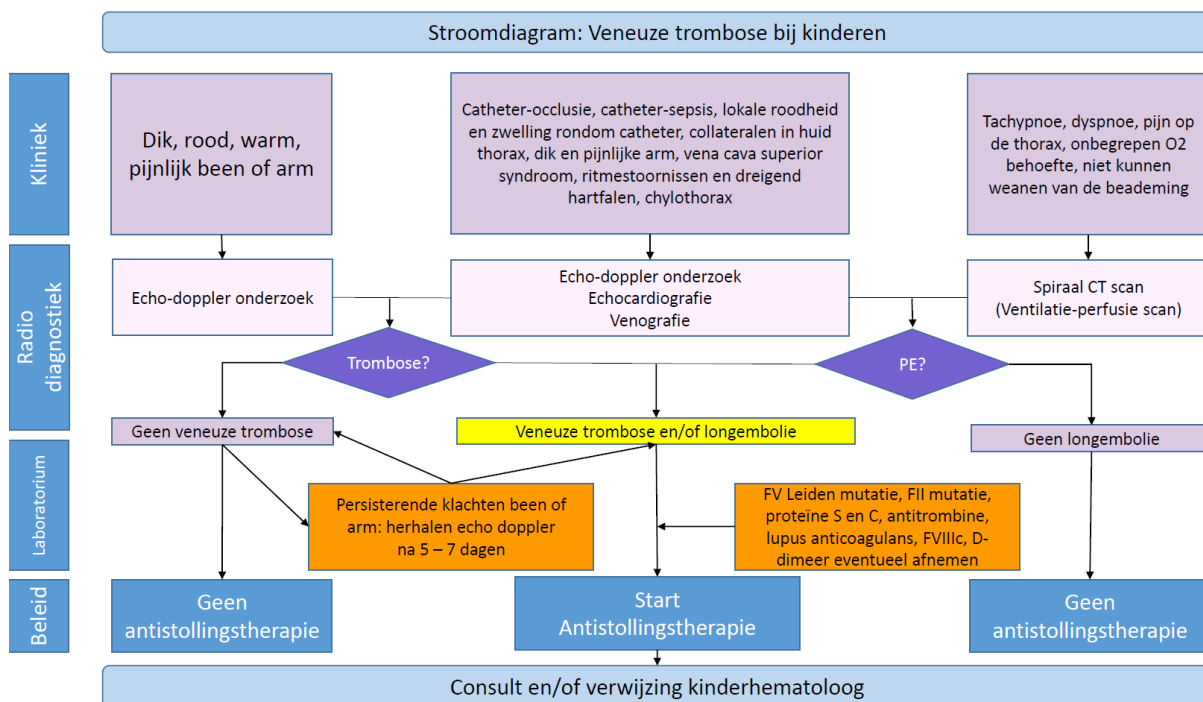 Stroomdiagram: Veneuze trombose bij kinderen
Kliniek
Dik, rood, warm,
pijnlijk been of arm
Catheter-occlusie, catheter-sepsis, lokale roodheid
en zwelling rondom catheter, collateralen in huid
thorax, dik en pijnlijke arm, vena cava superior
syndroom, ritmestoornissen en dreigend
hartfalen, chylothorax
Tachypnoe, dyspnoe, pijn op
de thorax, onbegrepen O2
behoefte, niet kunnen
weanen van de beademing
Radio
diagnostiek
Echo-doppler onderzoek
Echo-doppler onderzoek
Echocardiografie
Venografie
Spiraal CT scan
(Ventilatie-perfusie scan)
Trombose?
PE?
Geen veneuze trombose
Veneuze trombose en/of longembolie
Geen longembolie
Laboratorium
Persisterende klachten been of
arm: herhalen echo doppler
na 5 – 7 dagen
FV Leiden mutatie, FII mutatie,
proteïne S en C, antitrombine,
lupus anticoagulans, FVIIIc, D-
dimeer eventueel afnemen
Beleid
Geen
antistollingstherapie
Start
Antistollingstherapie
Geen
antistollingstherapie
Consult en/of verwijzing kinderhematoloog